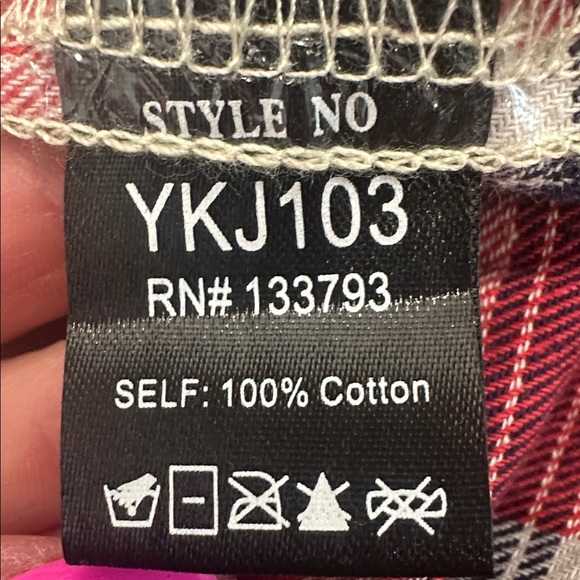 STYLE NO
YKJ103
RN# 133793
SELF: 100% Cotton